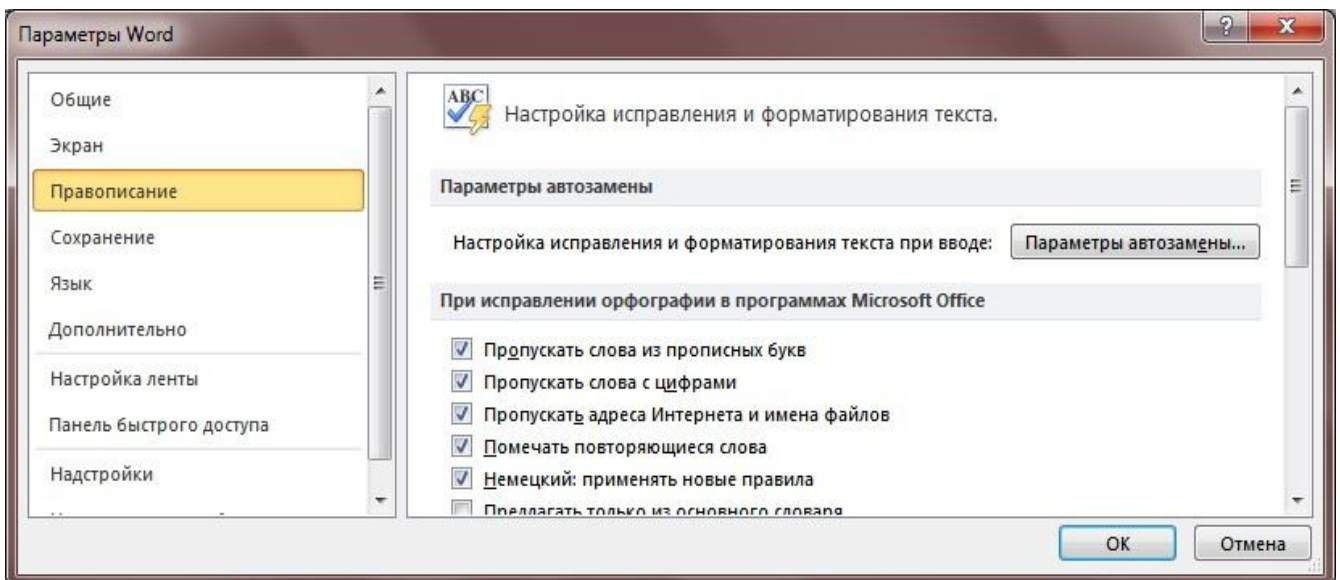 Параметры Word
Общие
Экран
Правописание
Сохранение
Язык
Дополнительно
Настройка ленты
Панель быстрого доступа
Надстройки
ABC
Настройка исправления и форматирования текста.
Параметры автозамены
Настройка исправления и форматирования текста при вводе: Параметры автозамены...
При исправлении орфографии в программах Microsoft Office
Пропускать слова из прописных букв
Пропускать слова с цифрами
Пропускать адреса Интернета и имена файлов
Помечать повторяющиеся слова
Немецкий: применять новые правила
Предлагать только из основного словаря
ОК Отмена